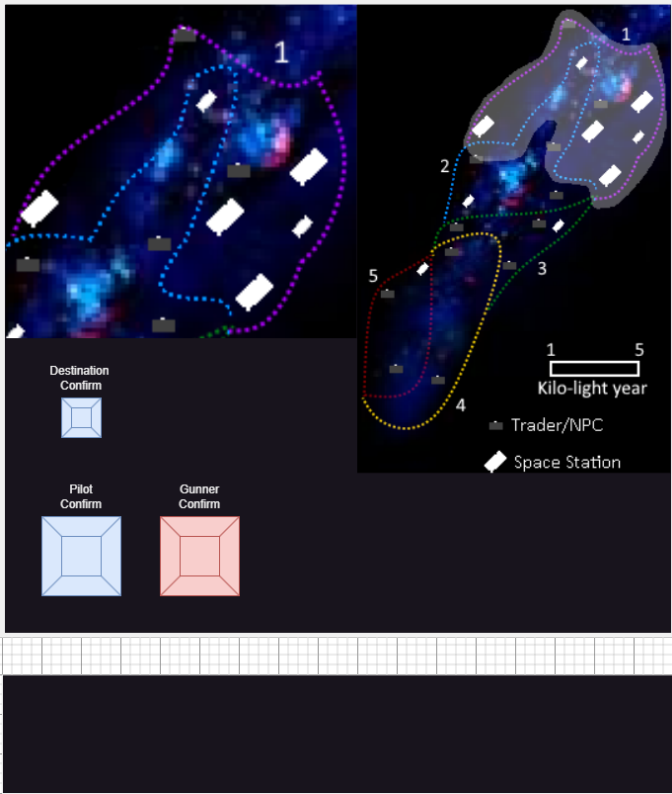 1
1
2
3
5
4
1 5
Kilo-light year
Trader/NPC
Space Station
Destination
Confirm
Pilot
Confirm
Gunner
Confirm